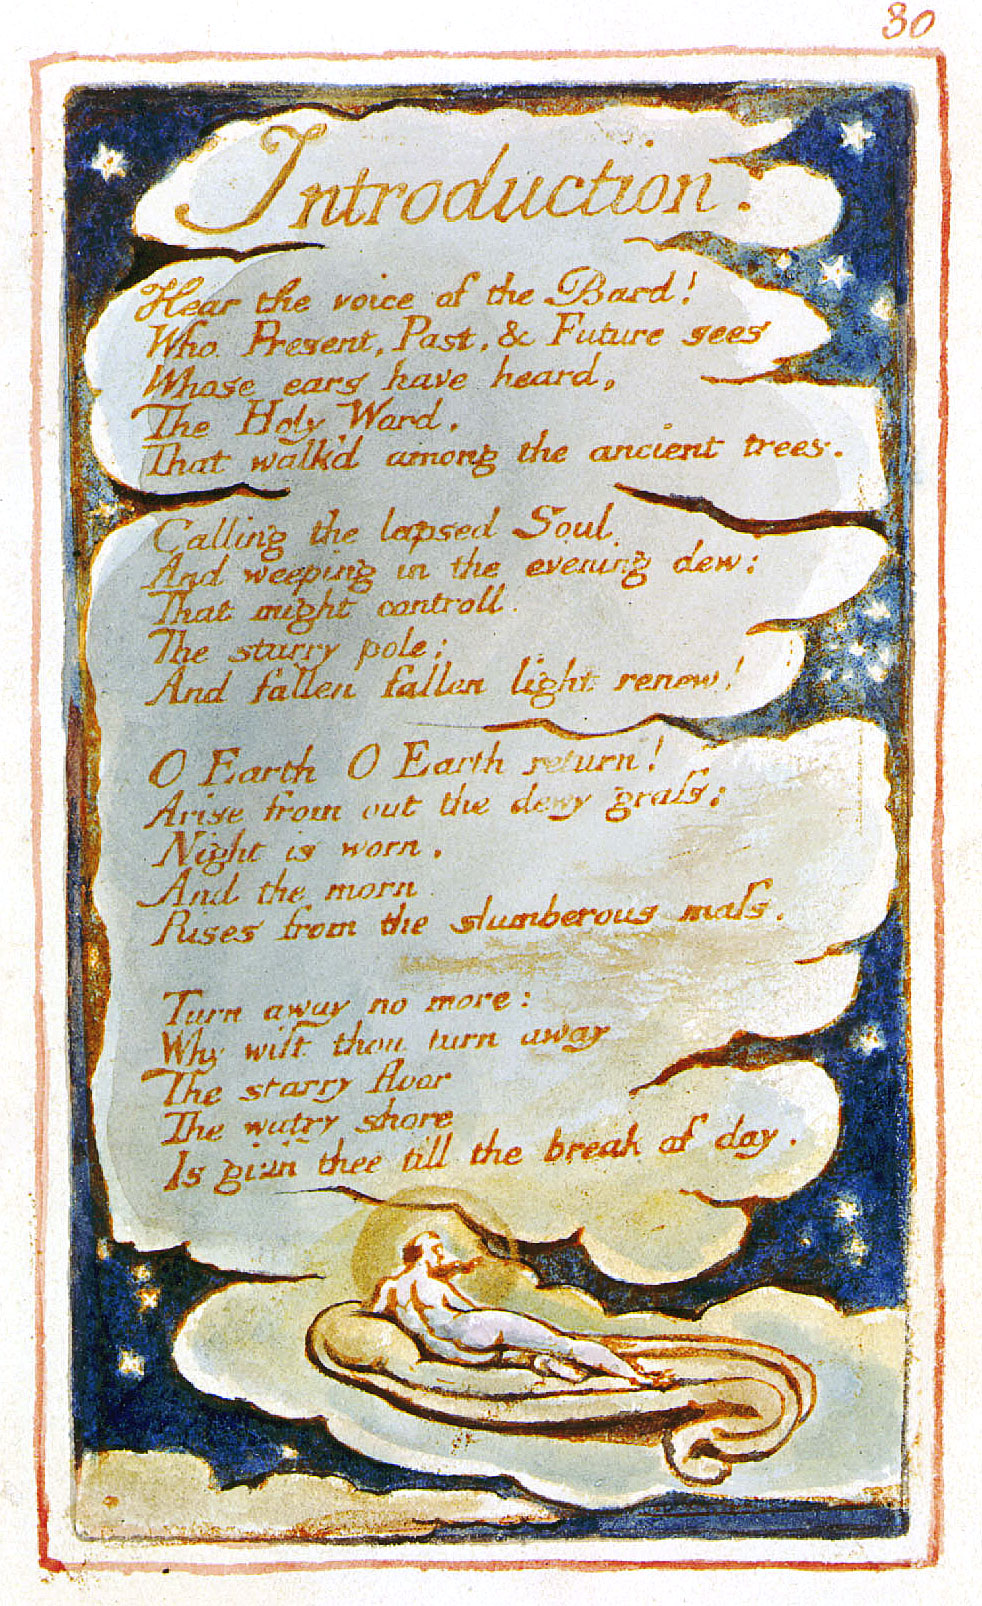 30
Introduction.
Hear the voice of the Bard!
Who Present, Past, & Future sees
Whose ears have heard,
The Holy Word,
That walk'd among the ancient trees.
Calling the lapsed Soul
And weeping in the evening dew:
That might controll.
The starry pole;
And fallen fallen light renew!
O Earth O Earth return!
Arise from out the dewy graſs;
Night is worn,
And the morn
Rises from the slumberous maſs.
Turn away no more:
Why wilt thou turn away
The starry floor
The watry shore
Is giv'n thee till the break of day.